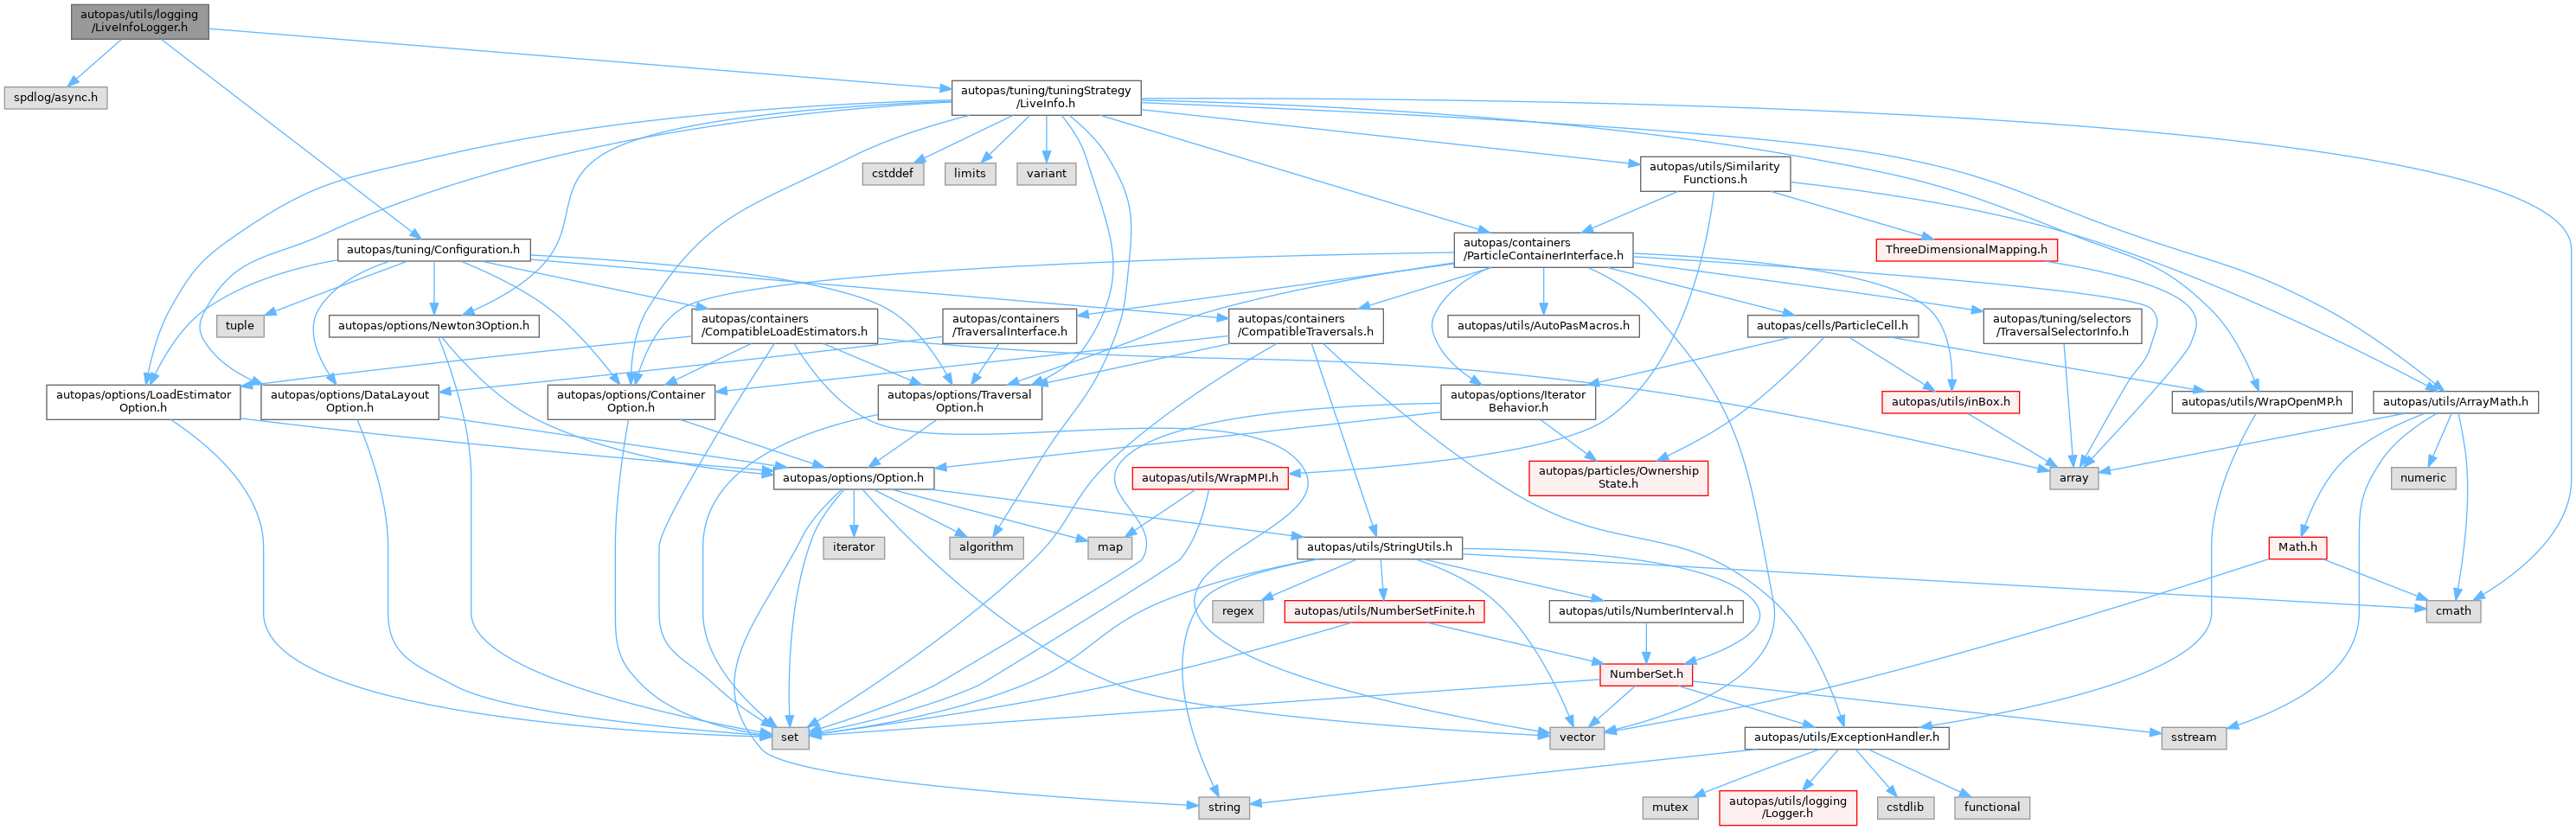 autopas/utils/logging
/LiveInfoLogger.h
spdlog/async.h
autopas/tuning/tuningStrategy
/LiveInfo.h
cstddef
limits
variant
autopas/utils/Similarity
Functions.h
autopas/tuning/Configuration.h
autopas/containers
/ParticleContainerInterface.h
ThreeDimensionalMapping.h
tuple
autopas/options/Newton3Option.h
autopas/containers
/CompatibleLoadEstimators.h
autopas/containers
/TraversalInterface.h
autopas/containers
/CompatibleTraversals.h
autopas/utils/AutoPasMacros.h
autopas/cells/ParticleCell.h
autopas/tuning/selectors
/TraversalSelectorInfo.h
autopas/options/LoadEstimator
Option.h
autopas/options/DataLayout
Option.h
autopas/options/Container
Option.h
autopas/options/Traversal
Option.h
autopas/options/Iterator
Behavior.h
autopas/utils/inBox.h
autopas/utils/WrapOpenMP.h
autopas/utils/ArrayMath.h
autopas/options/Option.h
autopas/utils/WrapMPI.h
autopas/particles/Ownership
State.h
array
numeric
iterator
algorithm
map
autopas/utils/StringUtils.h
Math.h
regex
autopas/utils/NumberSetFinite.h
autopas/utils/NumberInterval.h
cmath
NumberSet.h
set
vector
autopas/utils/ExceptionHandler.h
sstream
string
mutex
autopas/utils/logging
/Logger.h
cstdlib
functional